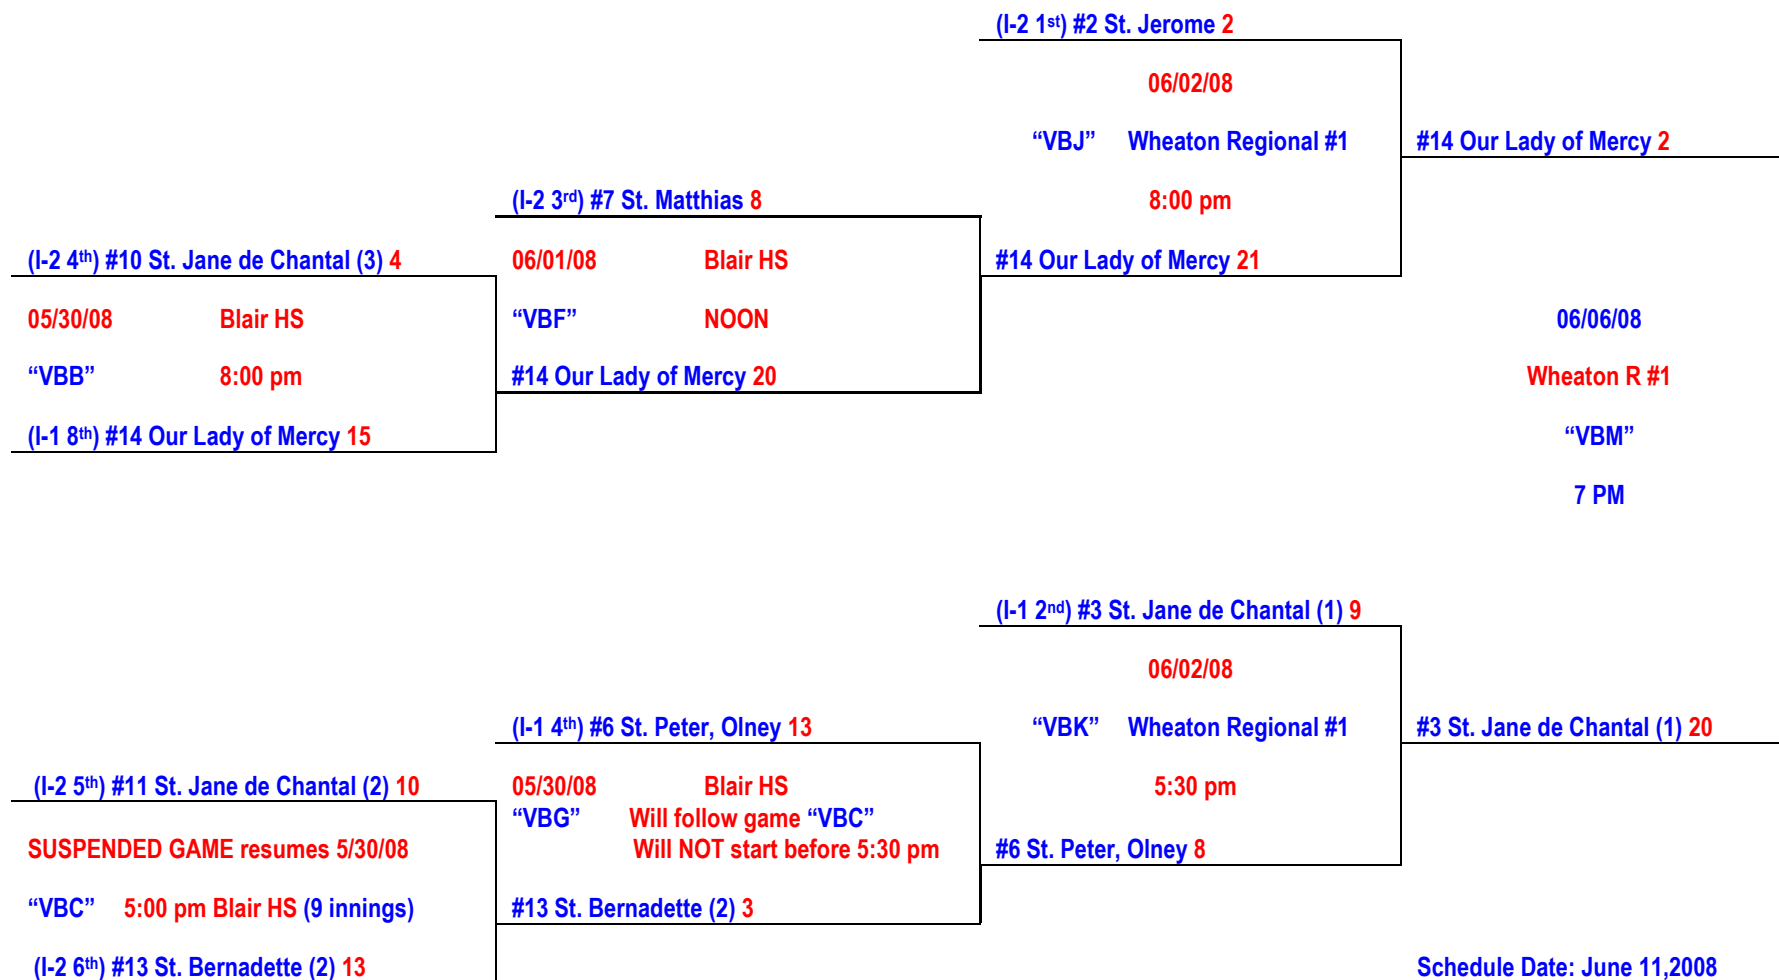 (I-2 1st) #2 St. Jerome 2
06/02/08
“VBJ” Wheaton Regional #1
#14 Our Lady of Mercy 2
(I-2 3rd) #7 St. Matthias 8
8:00 pm
(I-2 4th) #10 St. Jane de Chantal (3) 4
06/01/08 Blair HS
#14 Our Lady of Mercy 21
05/30/08 Blair HS
“VBF” NOON
06/06/08
“VBB” 8:00 pm
#14 Our Lady of Mercy 20
Wheaton R #1
(I-1 8th) #14 Our Lady of Mercy 15
“VBM”
7 PM
(I-1 2nd) #3 St. Jane de Chantal (1) 9
06/02/08
(I-1 4th) #6 St. Peter, Olney 13
“VBK” Wheaton Regional #1
#3 St. Jane de Chantal (1) 20
(I-2 5th) #11 St. Jane de Chantal (2) 10
05/30/08 Blair HS
5:30 pm
“VBG” Will follow game “VBC”
Will NOT start before 5:30 pm
SUSPENDED GAME resumes 5/30/08
#6 St. Peter, Olney 8
“VBC” 5:00 pm Blair HS (9 innings)
#13 St. Bernadette (2) 3
(I-2 6th) #13 St. Bernadette (2) 13
Schedule Date: June 11,2008